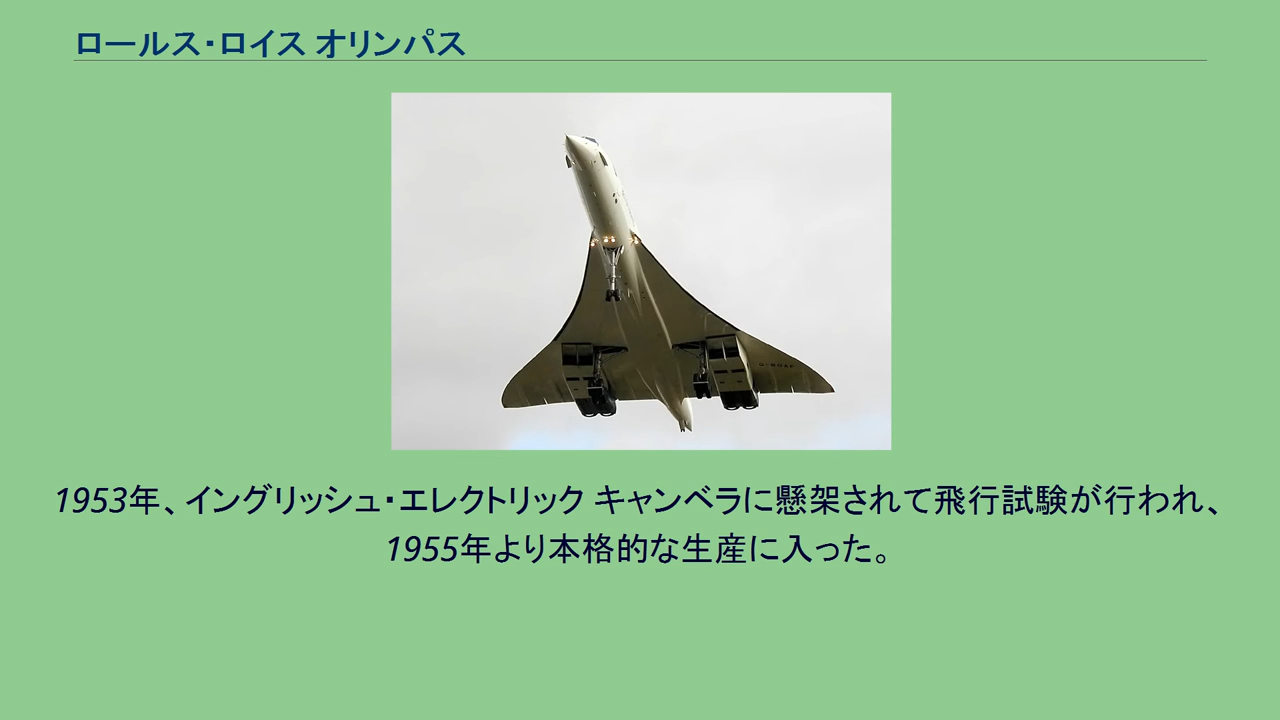 ロールス・ロイス オリンパス
1953年、イングリッシュ・エレクトリック キャンベラに懸架されて飛行試験が行われ、
1955年より本格的な生産に入った。